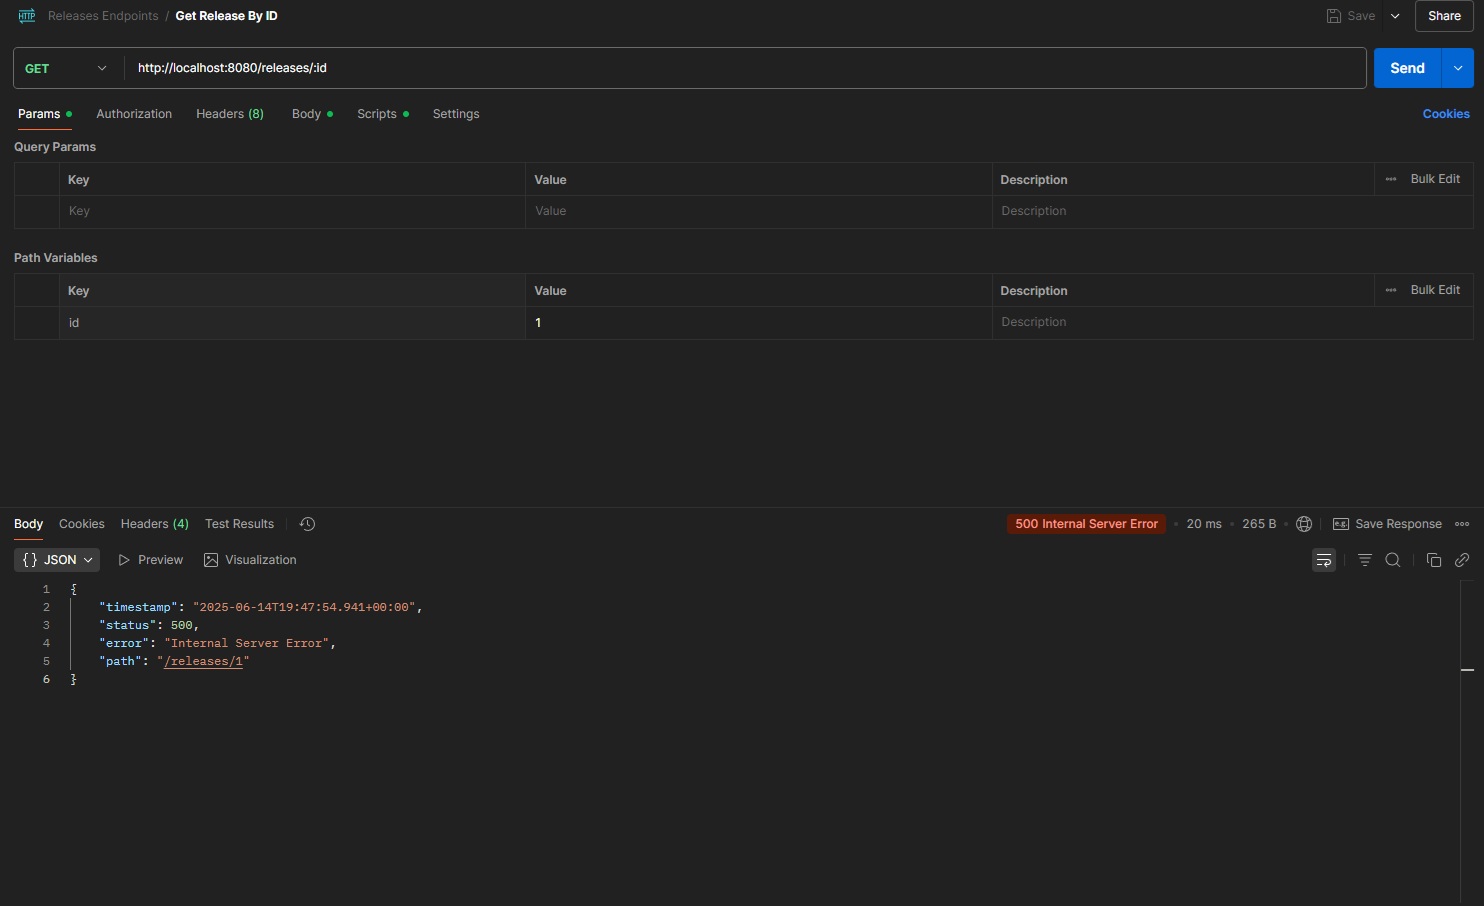 HTTP Releases Endpoints / Get Release By ID Save Share
GET http://localhost:8080/releases/:id Send
Params Authorization Headers (8) Body Scripts Settings Cookies
Query Params
Key Value Description ••• Bulk Edit
Key Value Description
Path Variables
Key Value Description ••• Bulk Edit
id 1 Description
Body Cookies Headers (4) Test Results 500 Internal Server Error • 20 ms • 265 B • e.g. Save Response •••
{} JSON Preview Visualization
1 {
2 "timestamp": "2025-06-14T19:47:54.941+00:00",
3 "status": 500,
4 "error": "Internal Server Error",
5 "path": "/releases/1"
6 }